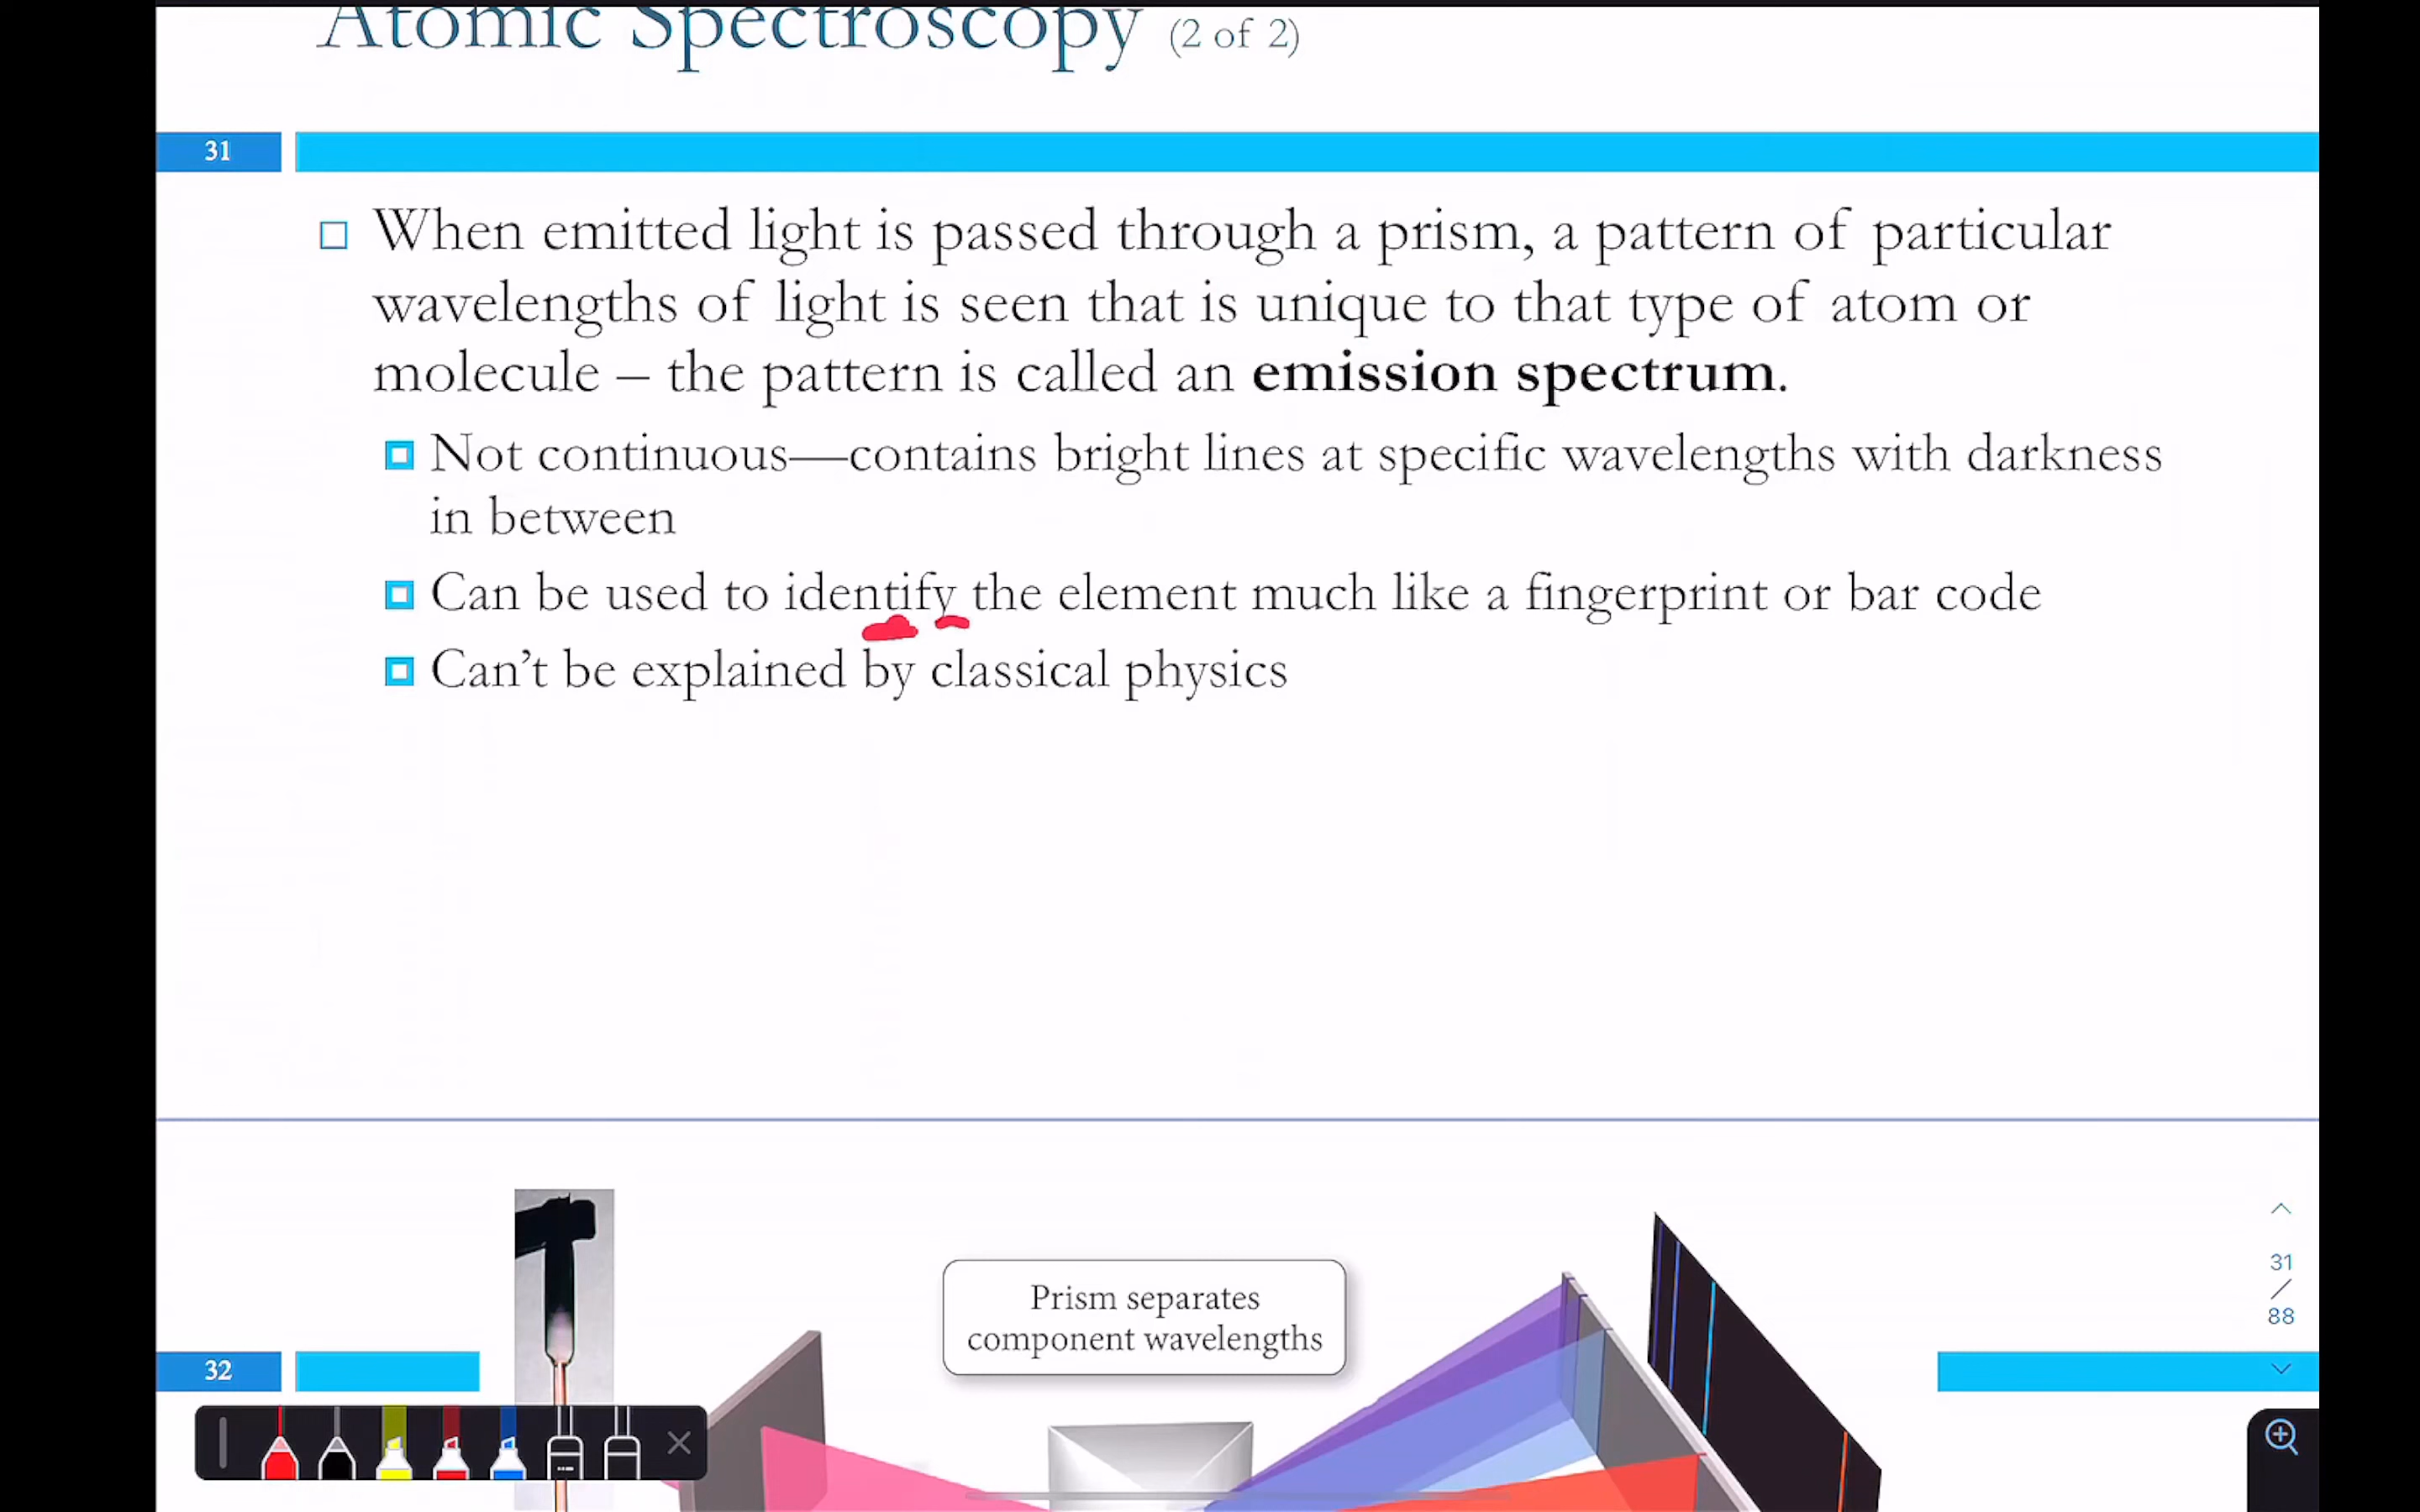 Atomic Spectroscopy (2 of 2)
31
When emitted light is passed through a prism, a pattern of particular
wavelengths of light is seen that is unique to that type of atom or
molecule – the pattern is called an emission spectrum.
Not continuous—contains bright lines at specific wavelengths with darkness
in between
Can be used to identify the element much like a fingerprint or bar code
Can't be explained by classical physics
Prism separates
component wavelengths
31
/
88
32